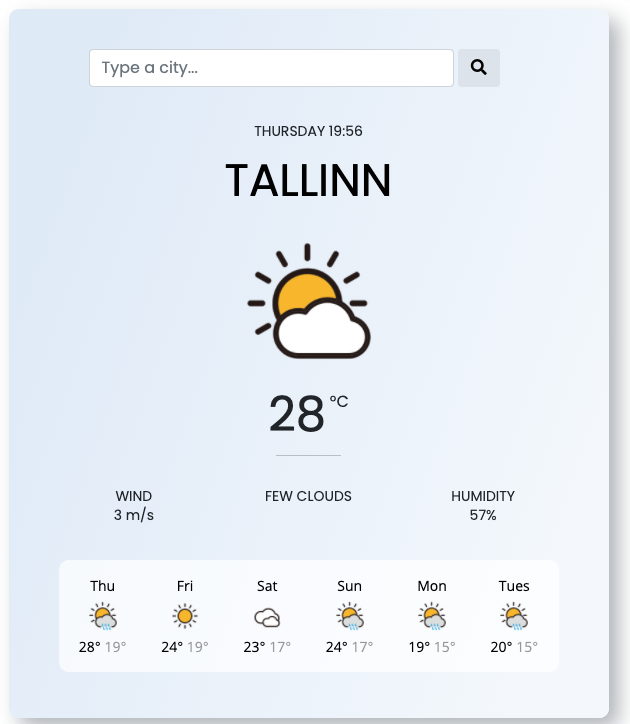 Type a city...
THURSDAY 19:56
TALLINN
28 °C
WIND FEW CLOUDS HUMIDITY
3 m/s 57%
Thu Fri Sat Sun Mon Tues
28° 19° 24° 19° 23° 17° 24° 17° 19° 15° 20° 15°